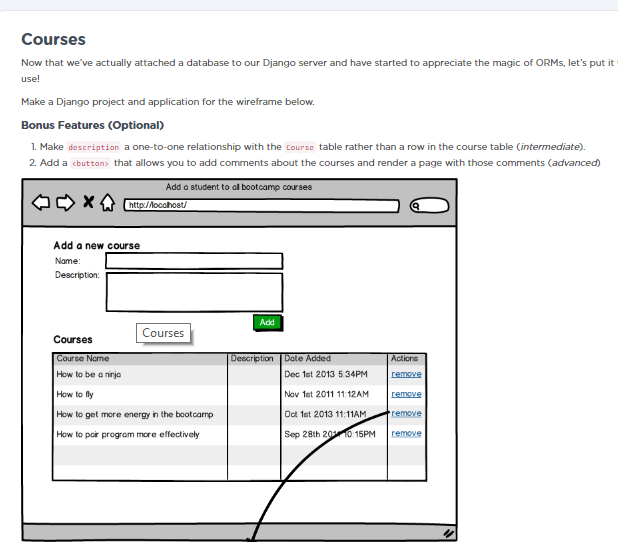 Courses
Now that we've actually attached a database to our Django server and have started to appreciate the magic of ORMs, let's put it
use!
Make a Django project and application for the wireframe below.
Bonus Features (Optional)
1. Make description a one-to-one relationship with the Course table rather than a row in the course table (intermediate).
2. Add a <button> that allows you to add comments about the courses and render a page with those comments (advanced)
Add a student to all bootcamp courses
http://localhost/
Add a new course
Name:
Description:
Add
Courses
Courses
Course Name Description Date Added Actions
How to be a ninja Dec 1st 2013 5:34PM remove
How to fly Nov 1st 2011 11:12AM remove
How to get more energy in the bootcamp Oct 1st 2013 11:11AM remove
How to pair program more effectively Sep 28th 10:15PM remove